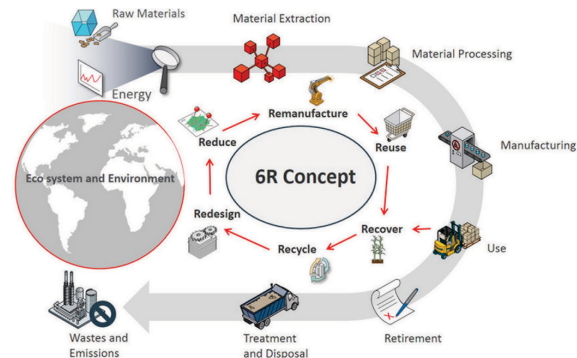 Raw Materials
Material Extraction
Material Processing
Energy
Remanufacture
Reduce
Reuse
Manufacturing
Eco system and Environment
6R Concept
Redesign
Recover
Recycle
Use
Wastes and
Emissions
Treatment
and Disposal
Retirement